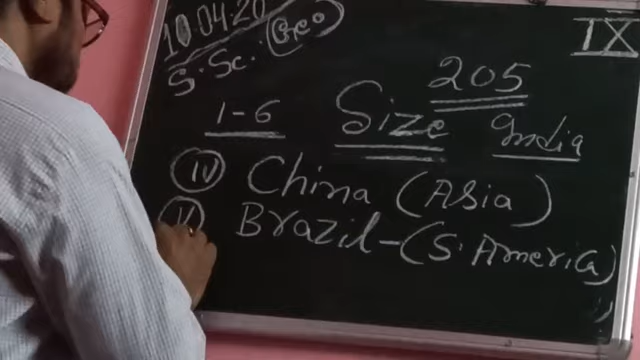 10.04.20 IX
S.Sc. (Geo)
205
1-6 Size India
IV China (Asia)
V Brazil-(S. America)